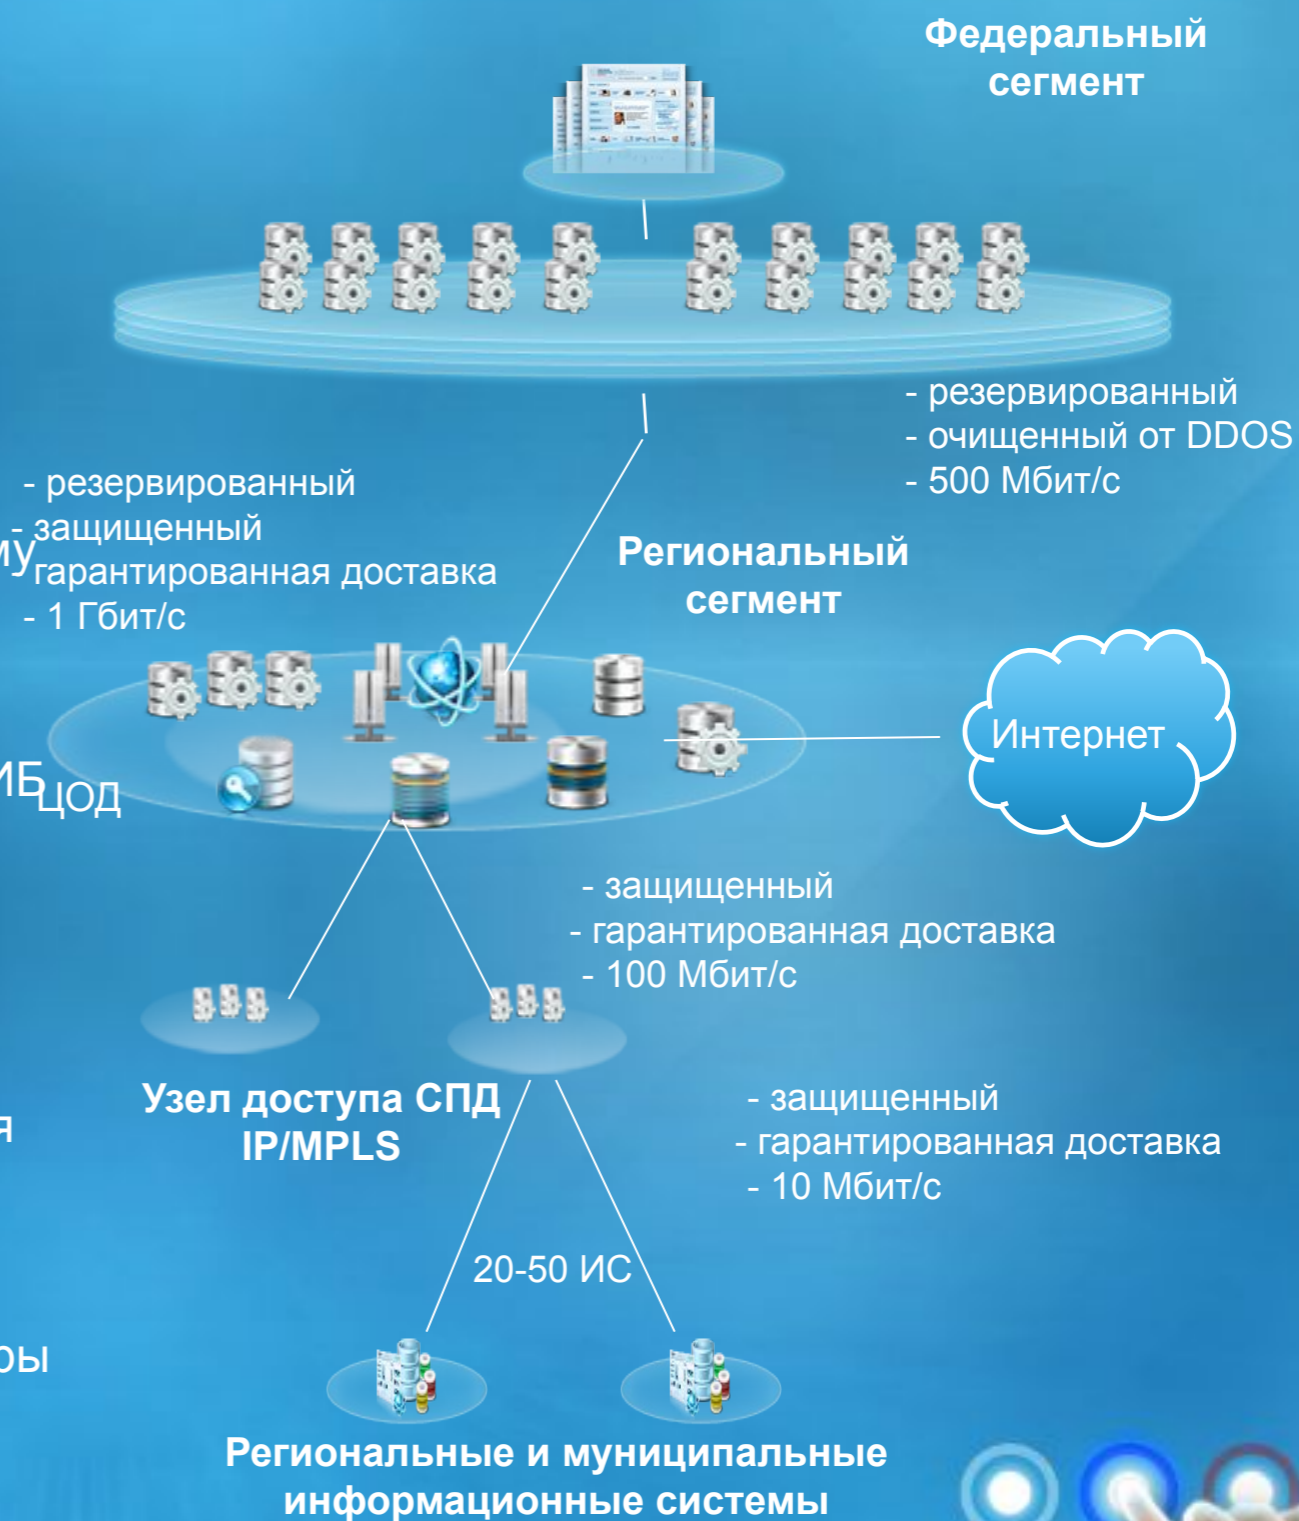 Федеральный
сегмент
- резервированный
- очищенный от DDOS
- 500 Мбит/с
- резервированный
- защищенный
гарантированная доставка
- 1 Гбит/с
Региональный
сегмент
Интернет
ИБ
ЦОД
- защищенный
- гарантированная доставка
- 100 Мбит/с
Узел доступа СПД
IP/MPLS
- защищенный
- гарантированная доставка
- 10 Мбит/с
20-50 ИС
Региональные и муниципальные
информационные системы